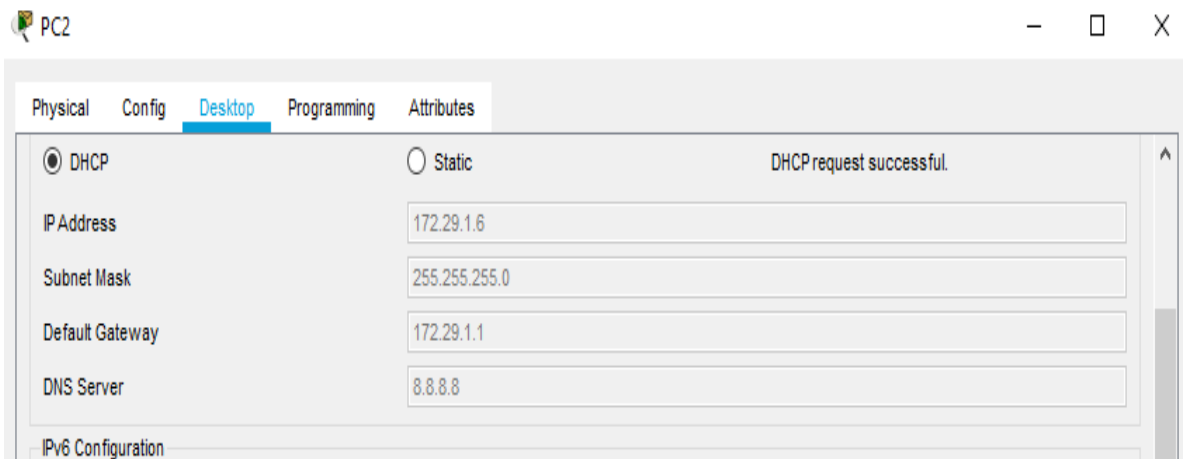 PC2
Physical Config Desktop Programming Attributes
DHCP Static DHCP request successful.
IP Address 172.29.1.6
Subnet Mask 255.255.255.0
Default Gateway 172.29.1.1
DNS Server 8.8.8.8
IPv6 Configuration